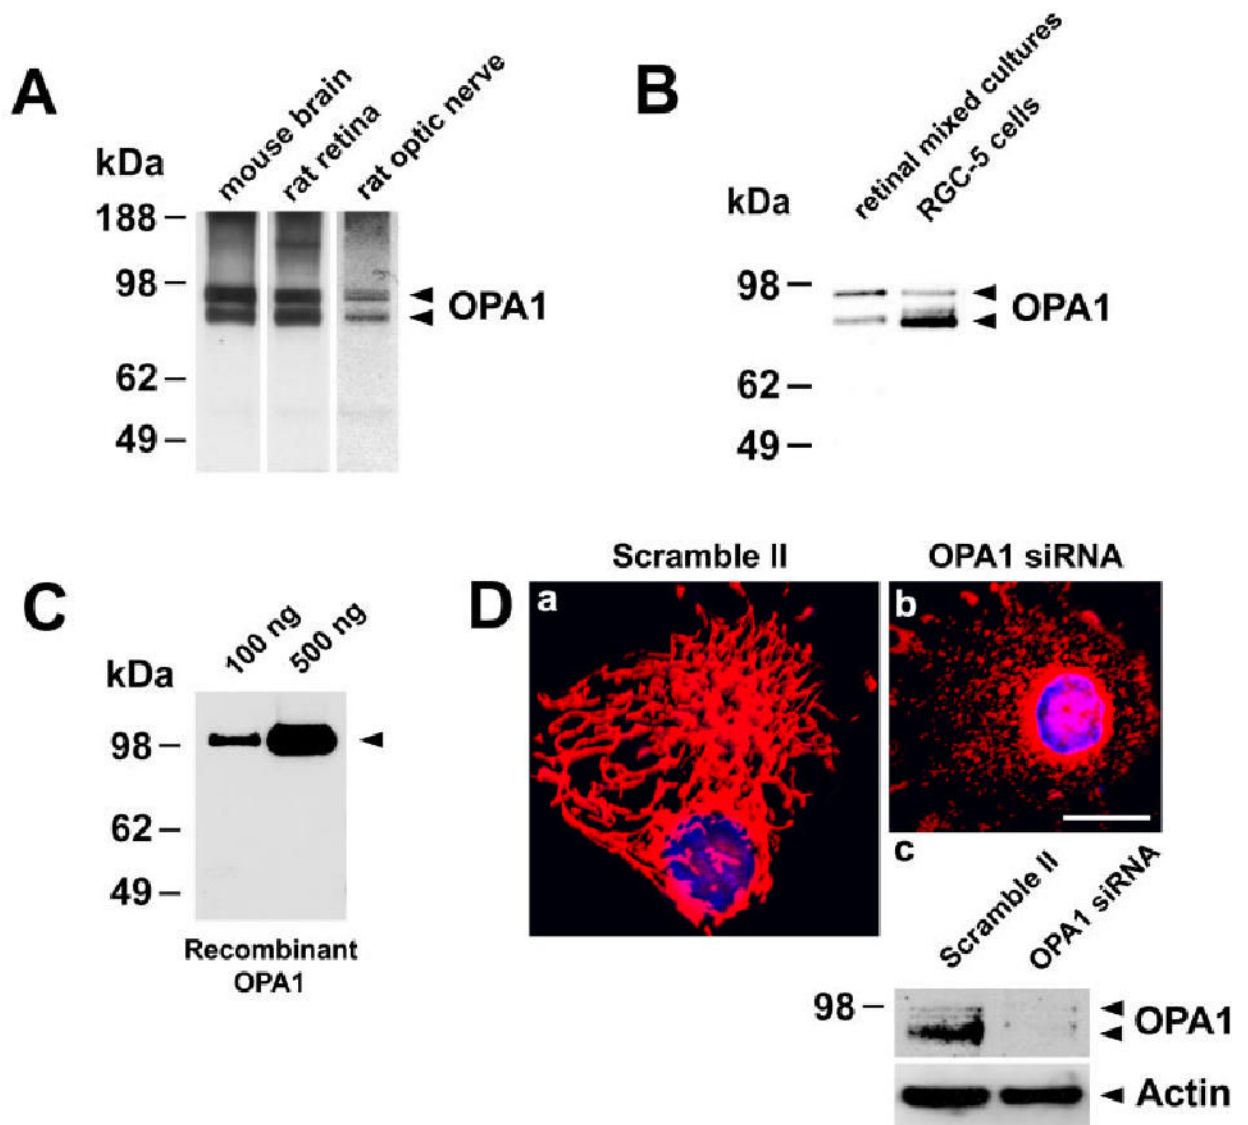 A
kDa
mouse brain
rat retina
rat optic nerve
188
98
62
49
OPA1
B
kDa
retinal mixed cultures
RGC-5 cells
98
62
49
OPA1
C
kDa
100 ng
500 ng
98
62
49
Recombinant
OPA1
D
Scramble II
OPA1 siRNA
a
b
c
Scramble II
OPA1 siRNA
98
OPA1
Actin